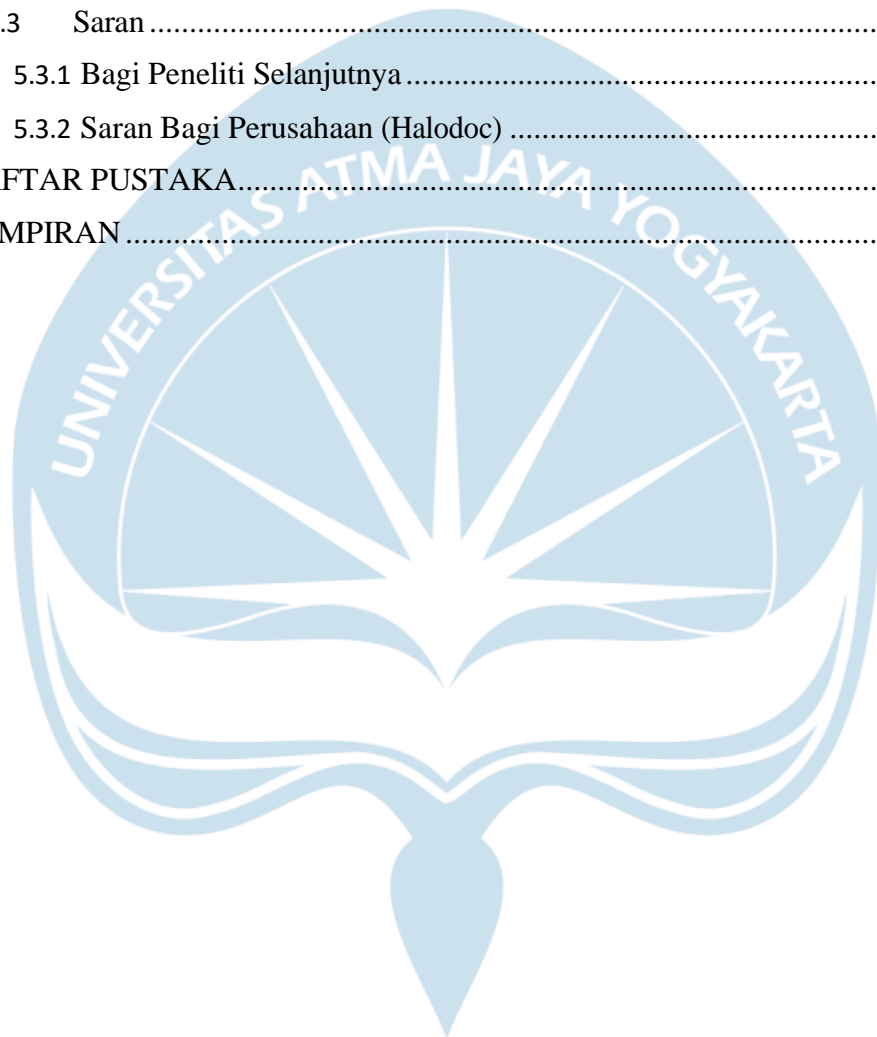 .3 Saran........................................................................................
5.3.1 Bagi Peneliti Selanjutnya........................................................
5.3.2 Saran Bagi Perusahaan (Halodoc) ............................................
AFTAR PUSTAKA................................................................................
MPIRAN ..............................................................................................
UNIVERSITAS ATMA JAYA YOGYAKARTA